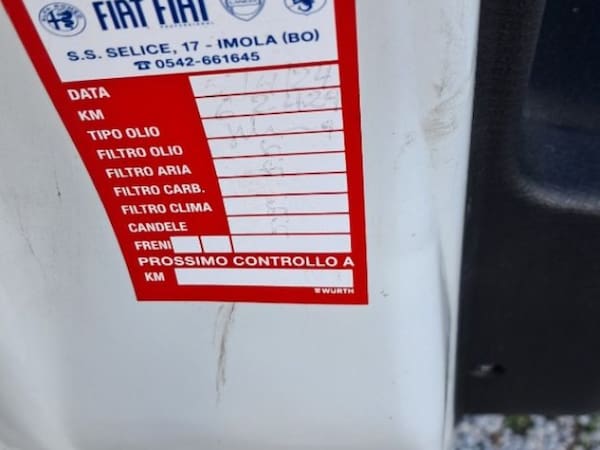 FIAT FIAT
PROFESSIONAL
S.S. SELICE, 17 - IMOLA (BO)
☎ 0542-661645
DATA
KM
TIPO OLIO
FILTRO OLIO
FILTRO ARIA
FILTRO CARB.
FILTRO CLIMA
CANDELE
FRENI
PROSSIMO CONTROLLO A
KM
WÜRTH